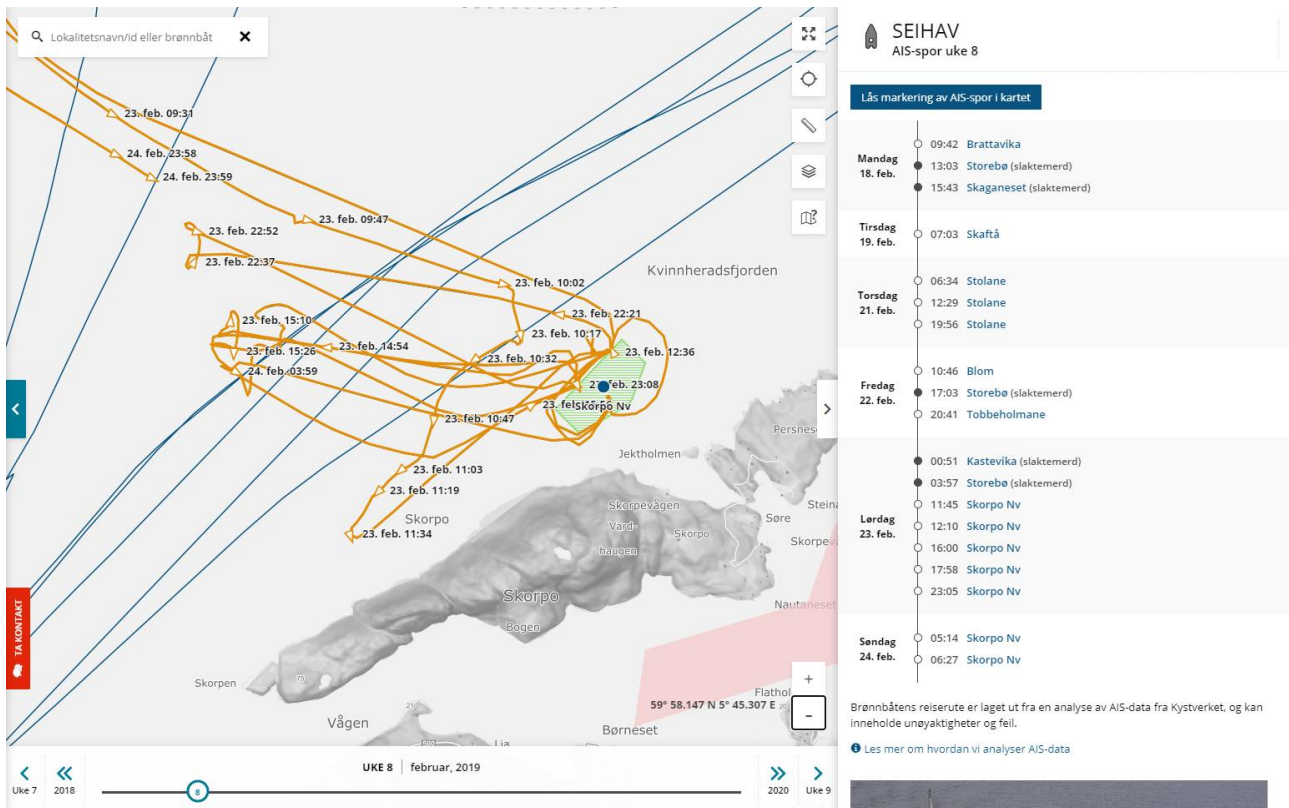 Lokalitetsnavn/id eller brønnbåt
23. feb. 09:31
24. feb. 23:58
24. feb. 23:59
23. feb. 09:47
23. feb. 22:52
23. feb. 22:37
Kvinnheradsfjorden
23. feb. 10:02
23. feb. 22:21
23. feb. 15:10
23. feb. 10:17
23. feb. 15:26
23. feb. 14:54
23. feb. 10:32
23. feb. 12:36
24. feb. 03:59
feb. 23:08
Skorpo Nv
23. feb. 10:47
Jektholmen
23. feb. 11:03
23. feb. 11:19
Skorpo
23. feb. 11:34
Skorpevågen
Vard-
haugen
Skorpo
Søre
Skorpo
Bogen
Nautaneset
Skorpen
75
21
59° 58.147 N 5° 45.307 E
Vågen
Børneset
500
Lia
TA KONTAKT
+
-
UKE 8 | februar, 2019
Uke 7
2018
8
2020
Uke 9
SEIHAV
AIS-spor uke 8
Lås markering av AIS-spor i kartet
Mandag
18. feb.
09:42 Brattavika
13:03 Storebø (slaktemerd)
15:43 Skaganeset (slaktemerd)
Tirsdag
19. feb.
07:03 Skaftå
Torsdag
21. feb.
06:34 Stolane
12:29 Stolane
19:56 Stolane
Fredag
22. feb.
10:46 Blom
17:03 Storebø (slaktemerd)
20:41 Tobbeholmane
Lørdag
23. feb.
00:51 Kastevika (slaktemerd)
03:57 Storebø (slaktemerd)
11:45 Skorpo Nv
12:10 Skorpo Nv
16:00 Skorpo Nv
17:58 Skorpo Nv
23:05 Skorpo Nv
Søndag
24. feb.
05:14 Skorpo Nv
06:27 Skorpo Nv
Brønnbåtens reiserute er laget ut fra en analyse av AIS-data fra Kystverket, og kan
inneholde unøyaktigheter og feil.
Les mer om hvordan vi analyser AIS-data